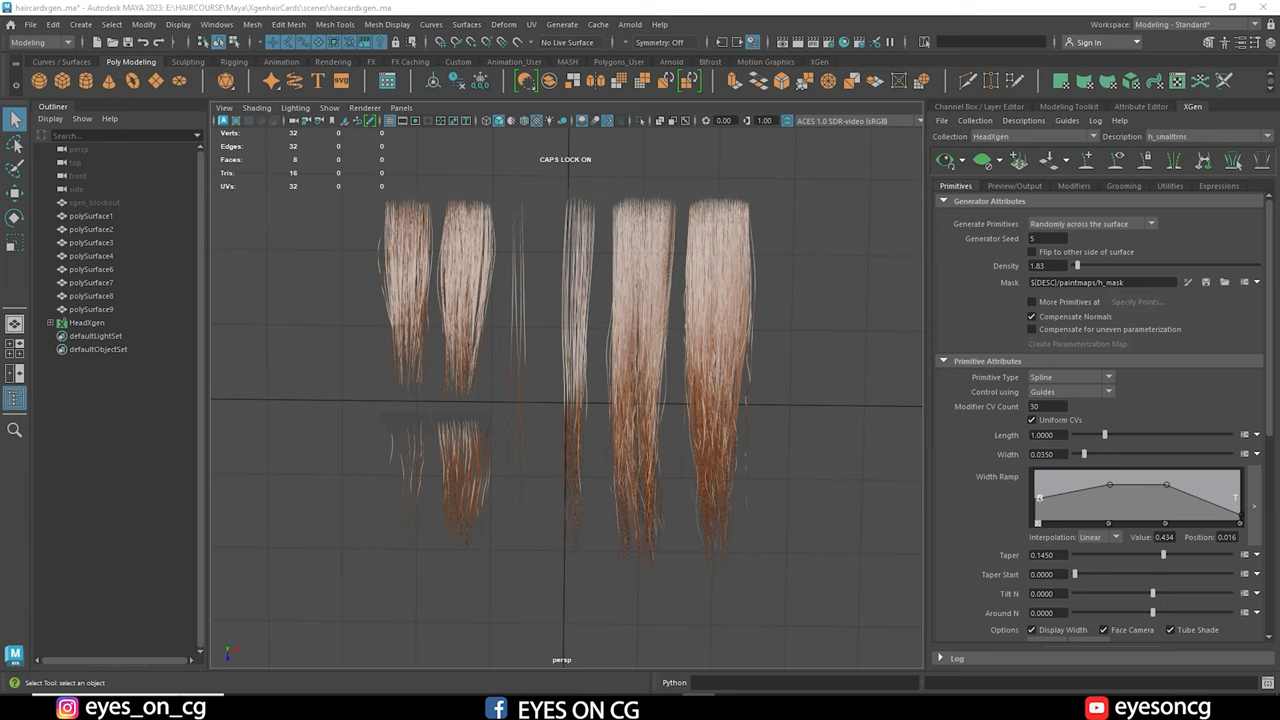 haircardxgen..ma* - Autodesk MAYA 2023: E:\HAIRCOURSE\MAYA\XgenhairCards\scenes\haircardxgen..ma
File Edit Create Select Modify Display Windows Mesh Edit Mesh Mesh Tools Mesh Display Curves Surfaces Deform UV Generate Cache Arnold Help
Workspace: Modeling - Standard*
Modeling
No Live Surface
Symmetry: Off
Sign In
Curves / Surfaces Poly Modeling Sculpting Rigging Animation Rendering FX FX Caching Custom Animation_User MASH Polygons_User Arnold Bifrost Motion Graphics XGen
SVG
Outliner
Display Show Help
Search...
persp
top
front
side
xgen_blockout
polySurface1
polySurface2
polySurface3
polySurface4
polySurface6
polySurface7
polySurface8
polySurface9
HeadXgen
defaultLightSet
defaultObjectSet
View Shading Lighting Show Renderer Panels
0.00
1.00
ACES 1.0 SDR-video (sRGB)
Verts: 32 0 0
Edges: 32 0 0
Faces: 8 0 0
Tris: 16 0 0
UVs: 32 0 0
CAPS LOCK ON
persp
Channel Box / Layer Editor Modeling Toolkit Attribute Editor XGen
File Collection Descriptions Guides Log Help
Collection HeadXgen Description h_smalltrns
Primitives Preview/Output Modifiers Grooming Utilities Expressions
Generator Attributes
Generate Primitives Randomly across the surface
Generator Seed 5
Flip to other side of surface
Density 1.83
Mask ${DESC}/paintmaps/h_mask
More Primitives at Specify Points...
Compensate Normals
Compensate for uneven parameterization
Create Parameterization Map
Primitive Attributes
Primitive Type Spline
Control using Guides
Modifier CV Count 30
Uniform CVs
Length 1.0000
Width 0.0350
Width Ramp
T
Interpolation: Linear Value: 0.434 Position: 0.016
Taper 0.1450
Taper Start 0.0000
Tilt N 0.0000
Around N 0.0000
Options Display Width Face Camera Tube Shade
Log
Select Tool: select an object
Python
eyes_on_cg
EYES ON CG
eyesoncg